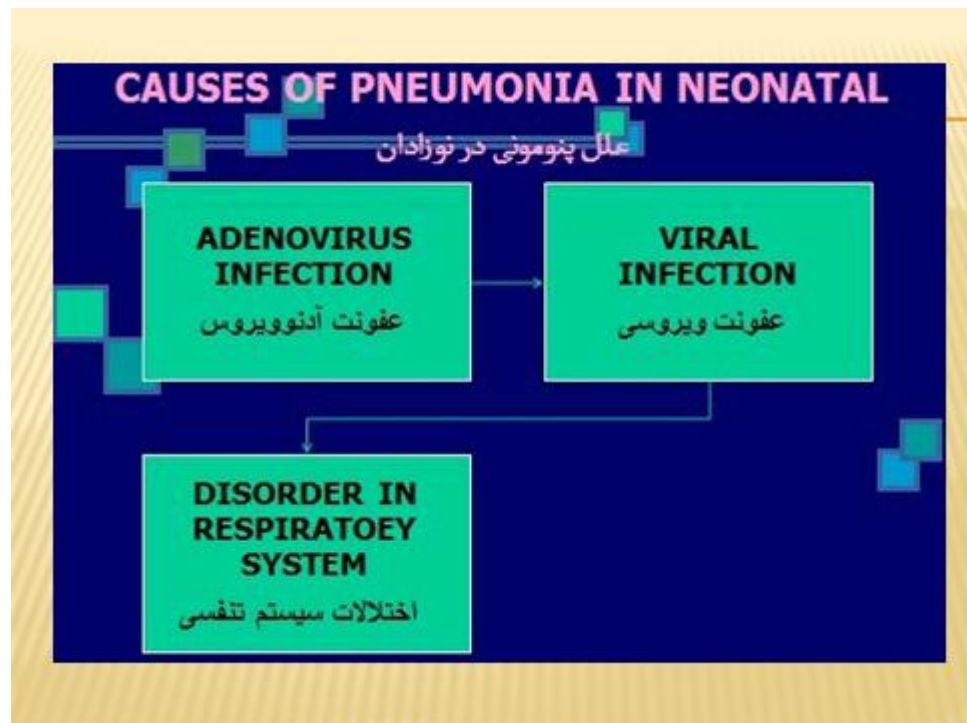 CAUSES OF PNEUMONIA IN NEONATAL
علل پنومونی در نوزادان
ADENOVIRUS
INFECTION
عفونت آدنوویروس
VIRAL
INFECTION
عفونت ویروسی
DISORDER IN
RESPIRATOEY
SYSTEM
اختلالات سیستم تنفسی